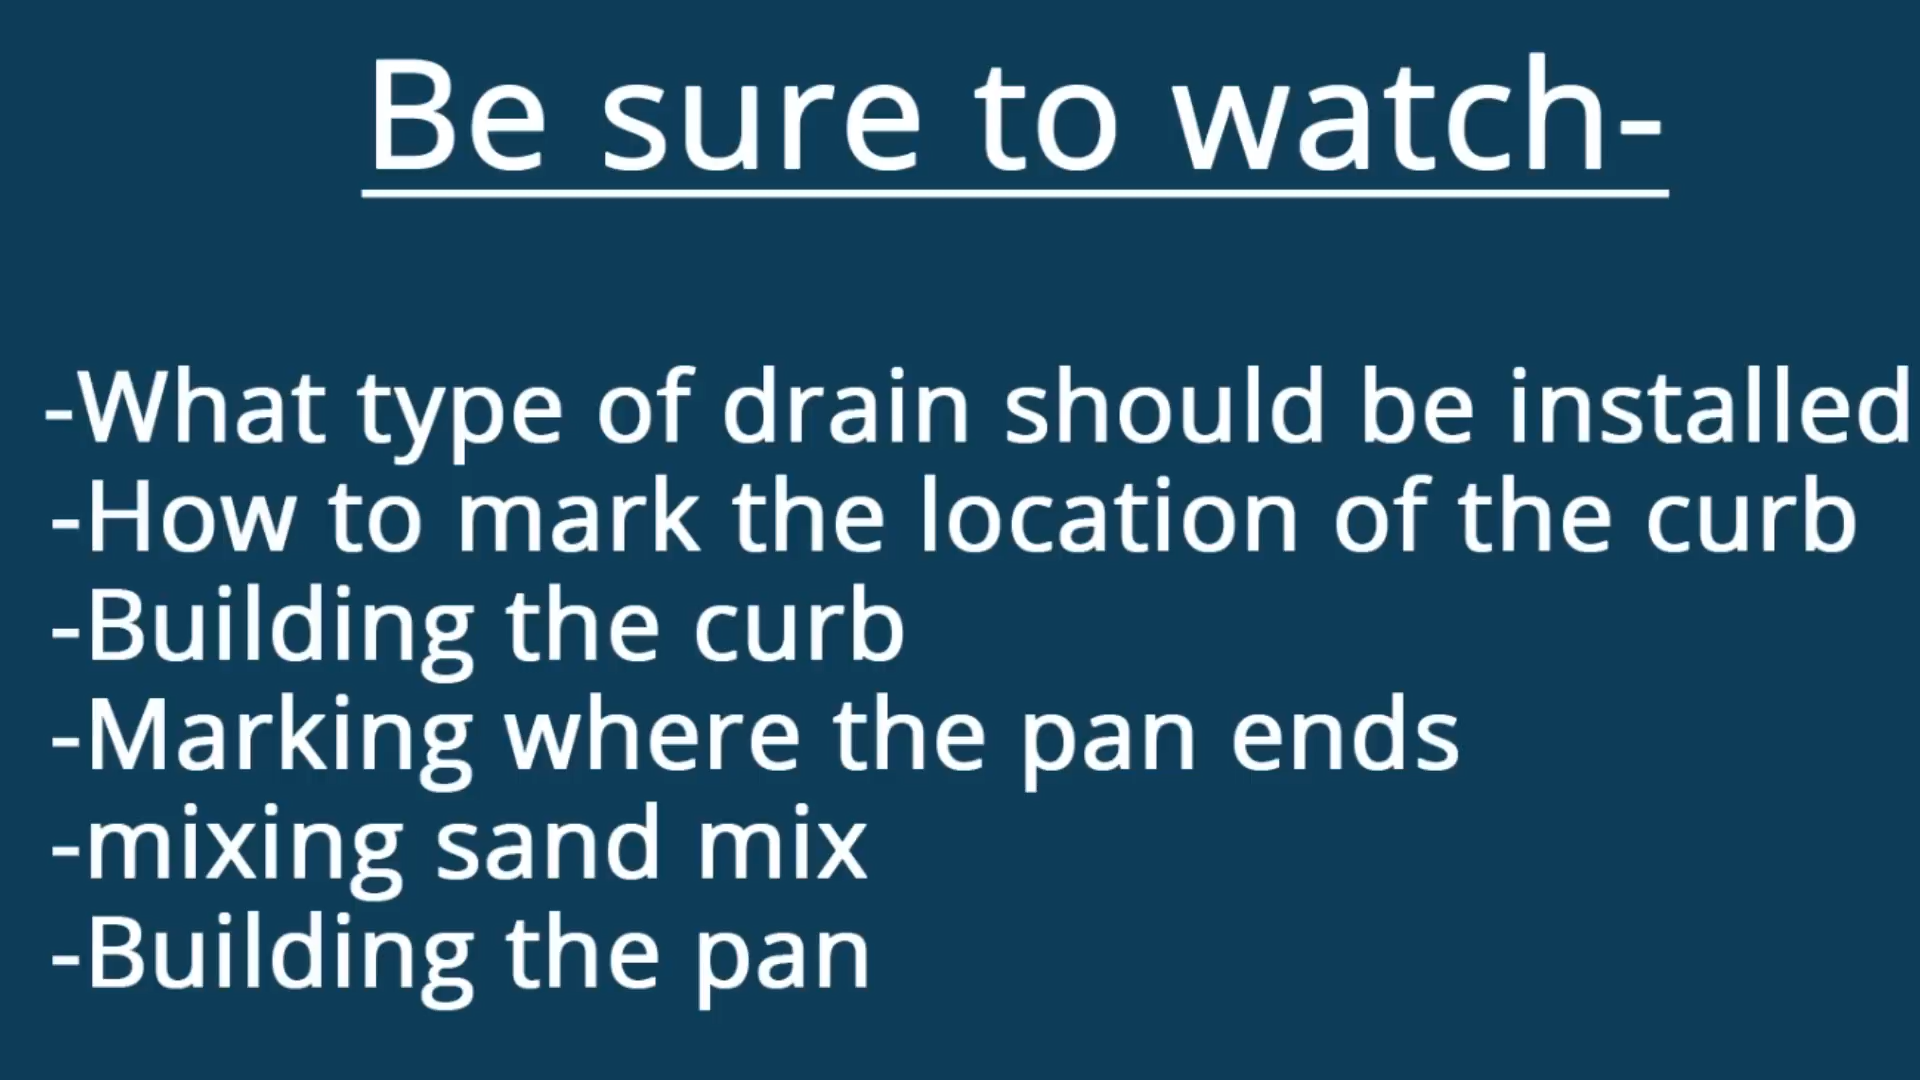 Be sure to watch-
-What type of drain should be installed
-How to mark the location of the curb
-Building the curb
-Marking where the pan ends
-mixing sand mix
-Building the pan